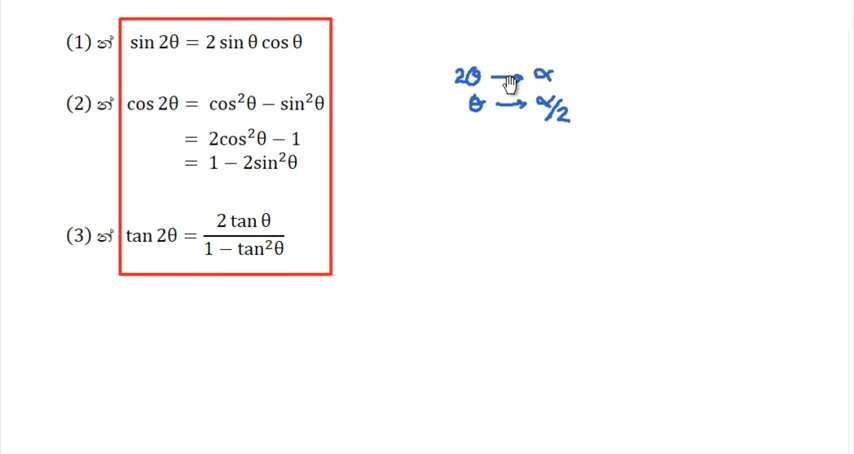 (1) න් sin 2θ = 2 sin θ cos θ
(2) න් cos 2θ = cos²θ − sin²θ
= 2cos²θ − 1
= 1 − 2sin²θ
(3) න් tan 2θ = 2 tan θ / 1 − tan²θ
2θ → α
θ → α/2